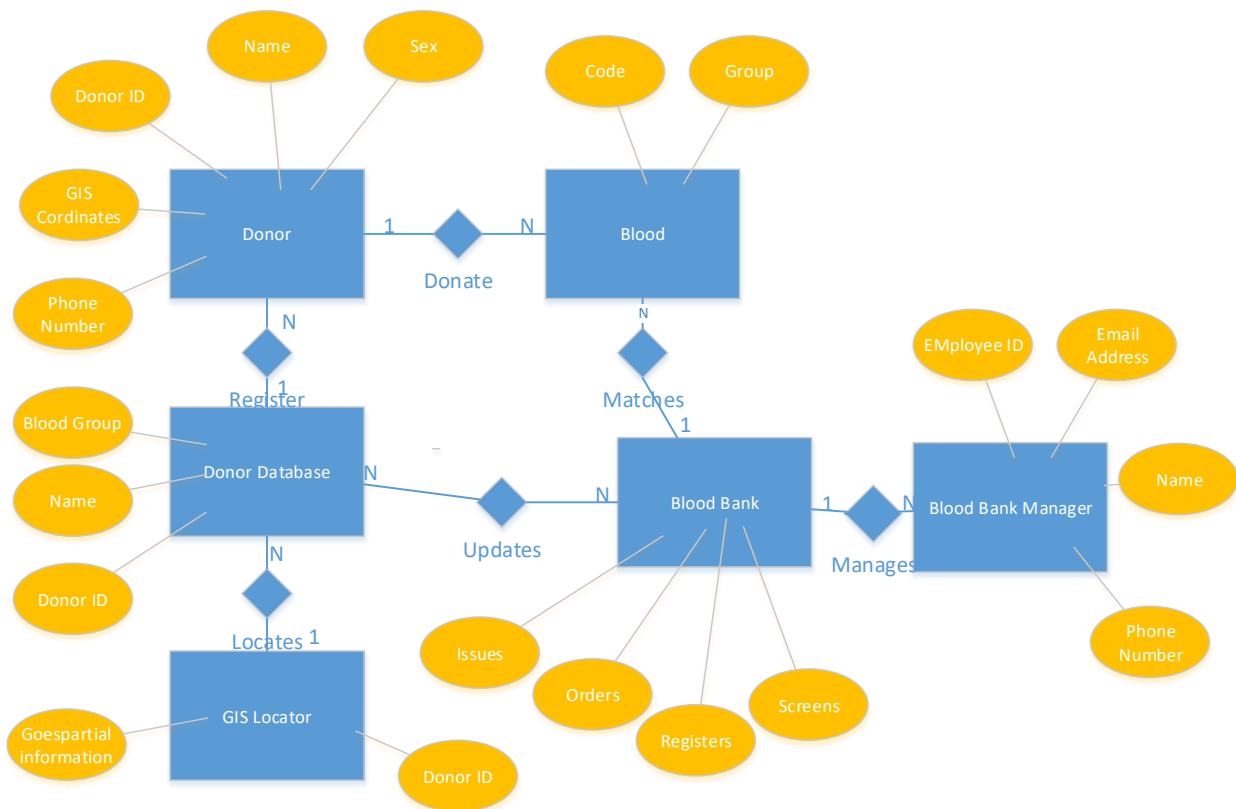 Name
Sex
Code
Group
Donor ID
GIS
Cordinates
Donor
1
N
Blood
Donate
Phone
Number
N
N
EMployee ID
Email
Address
1
Register
Matches
Blood Group
1
Donor Database
N
N
Blood Bank
1
N
Blood Bank Manager
Name
Name
Updates
Manages
N
Donor ID
Locates
1
Issues
Orders
Registers
Screens
Phone
Number
GIS Locator
Goespartial
information
Donor ID